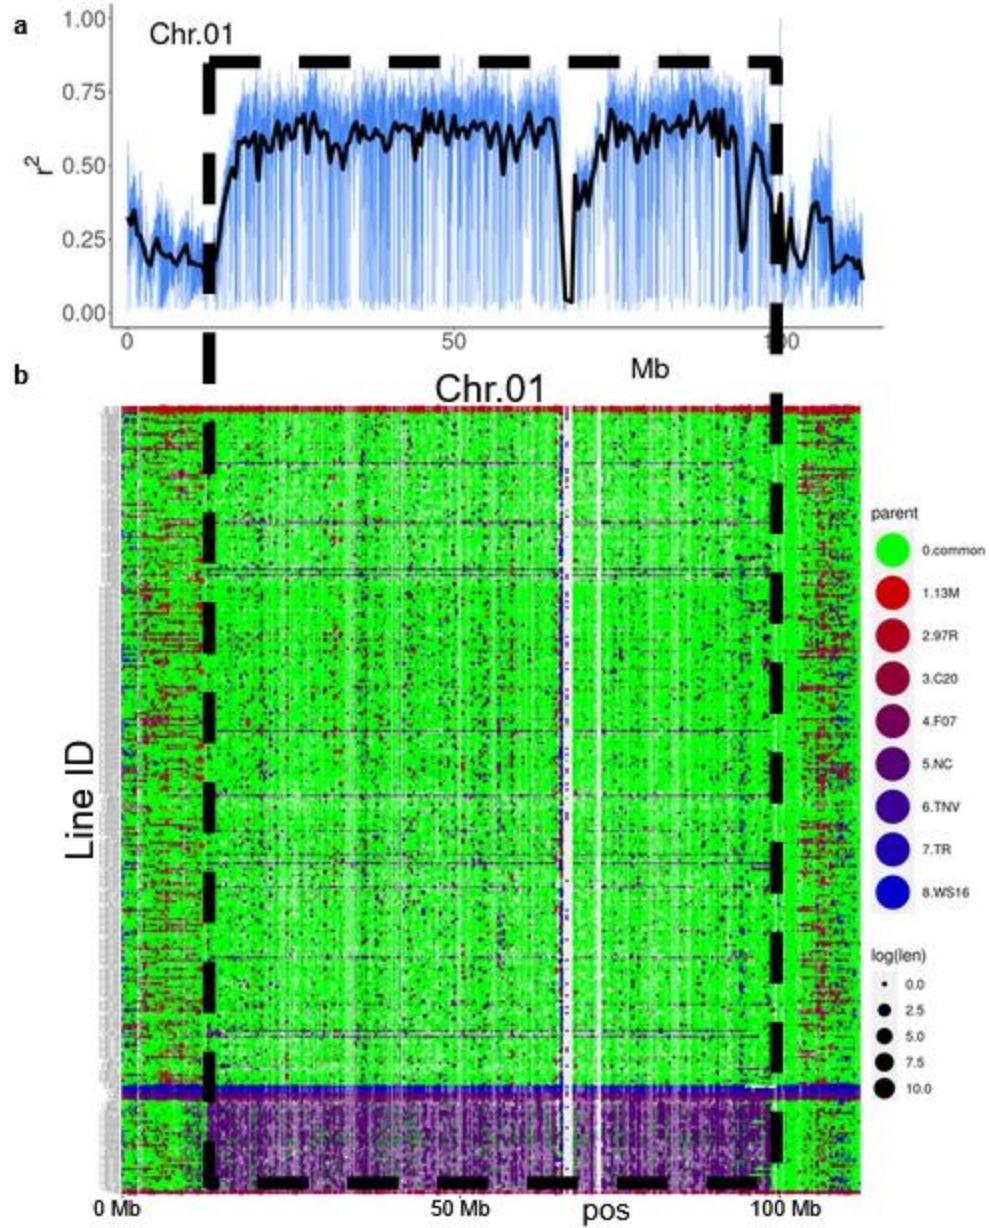 a
Chr.01
1.00
0.75
0.50
0.25
0.00
r2
0 50 100
Mb
b
Chr.01
Line ID
0 Mb 50 Mb pos 100 Mb
parent
0.common
1.13M
2.97R
3.C20
4.F07
5.NC
6.TNV
7.TR
8.WS16
log(len)
0.0
2.5
5.0
7.5
10.0